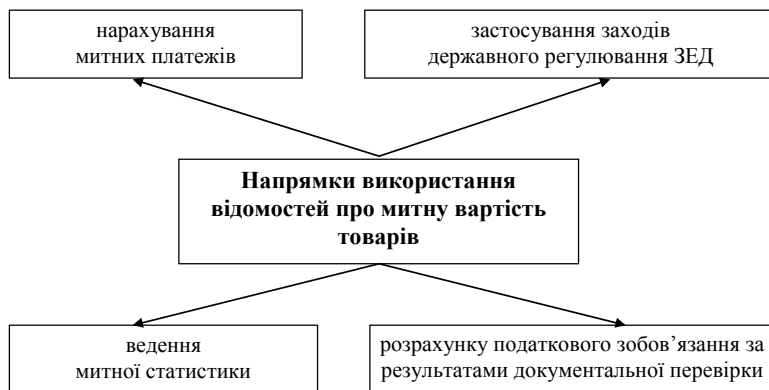 нарахування
митних платежів
застосування заходів
державного регулювання ЗЕД
Напрямки використання
відомостей про митну вартість
товарів
ведення
митної статистики
розрахунку податкового зобов’язання за
результатами документальної перевірки